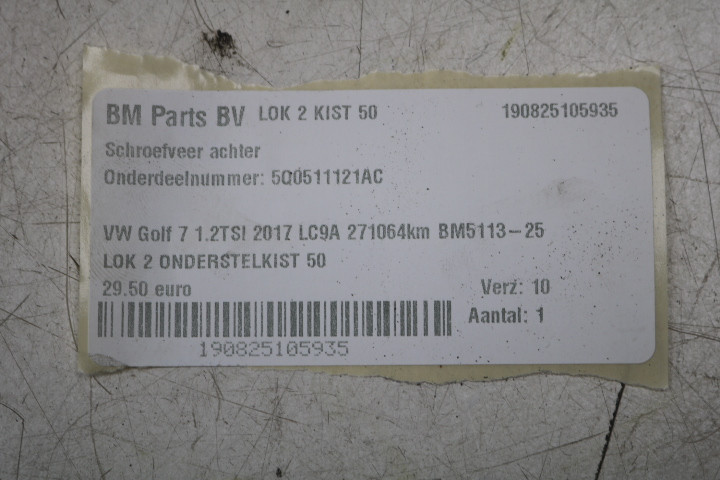 BM Parts BV LOK 2 KIST 50 190825105935
Schroefveer achter
Onderdeelnummer: 5Q0511121AC
VW Golf 7 1.2TSI 2017 LC9A 271064km BM5113-25
LOK 2 ONDERSTELKIST 50
29.50 euro Verz: 10
Aantal: 1
190825105935